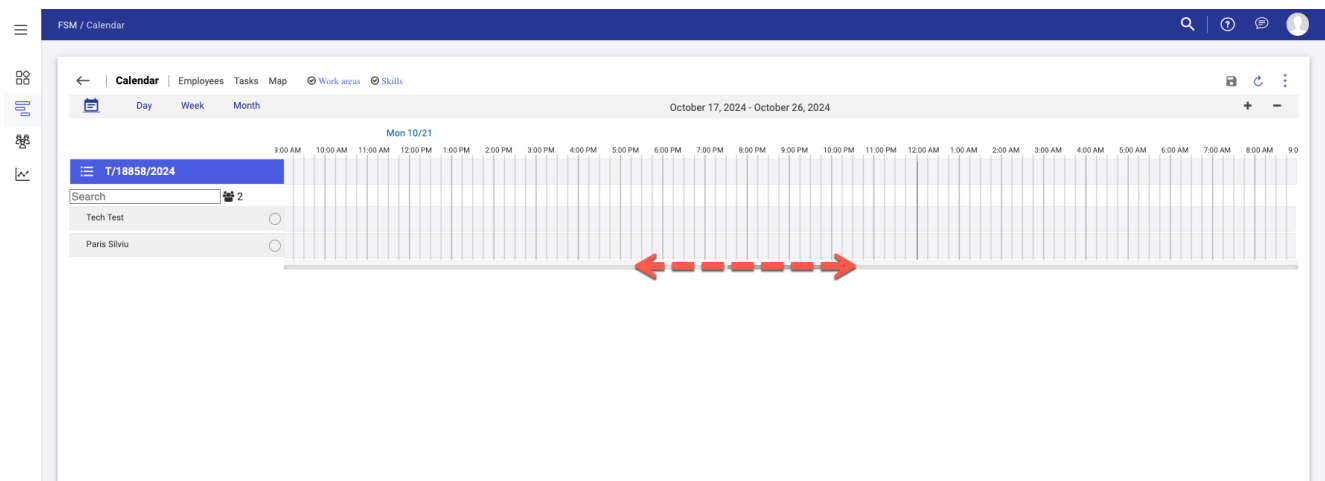 FSM / Calendar
Calendar Employees Tasks Map Work areas Skills
Day Week Month October 17, 2024 - October 26, 2024 + −
Mon 10/21
9:00 AM 10:00 AM 11:00 AM 12:00 PM 1:00 PM 2:00 PM 3:00 PM 4:00 PM 5:00 PM 6:00 PM 7:00 PM 8:00 PM 9:00 PM 10:00 PM 11:00 PM 12:00 AM 1:00 AM 2:00 AM 3:00 AM 4:00 AM 5:00 AM 6:00 AM 7:00 AM 8:00 AM 9:0
T/18858/2024
Search 2
Tech Test
Paris Silviu